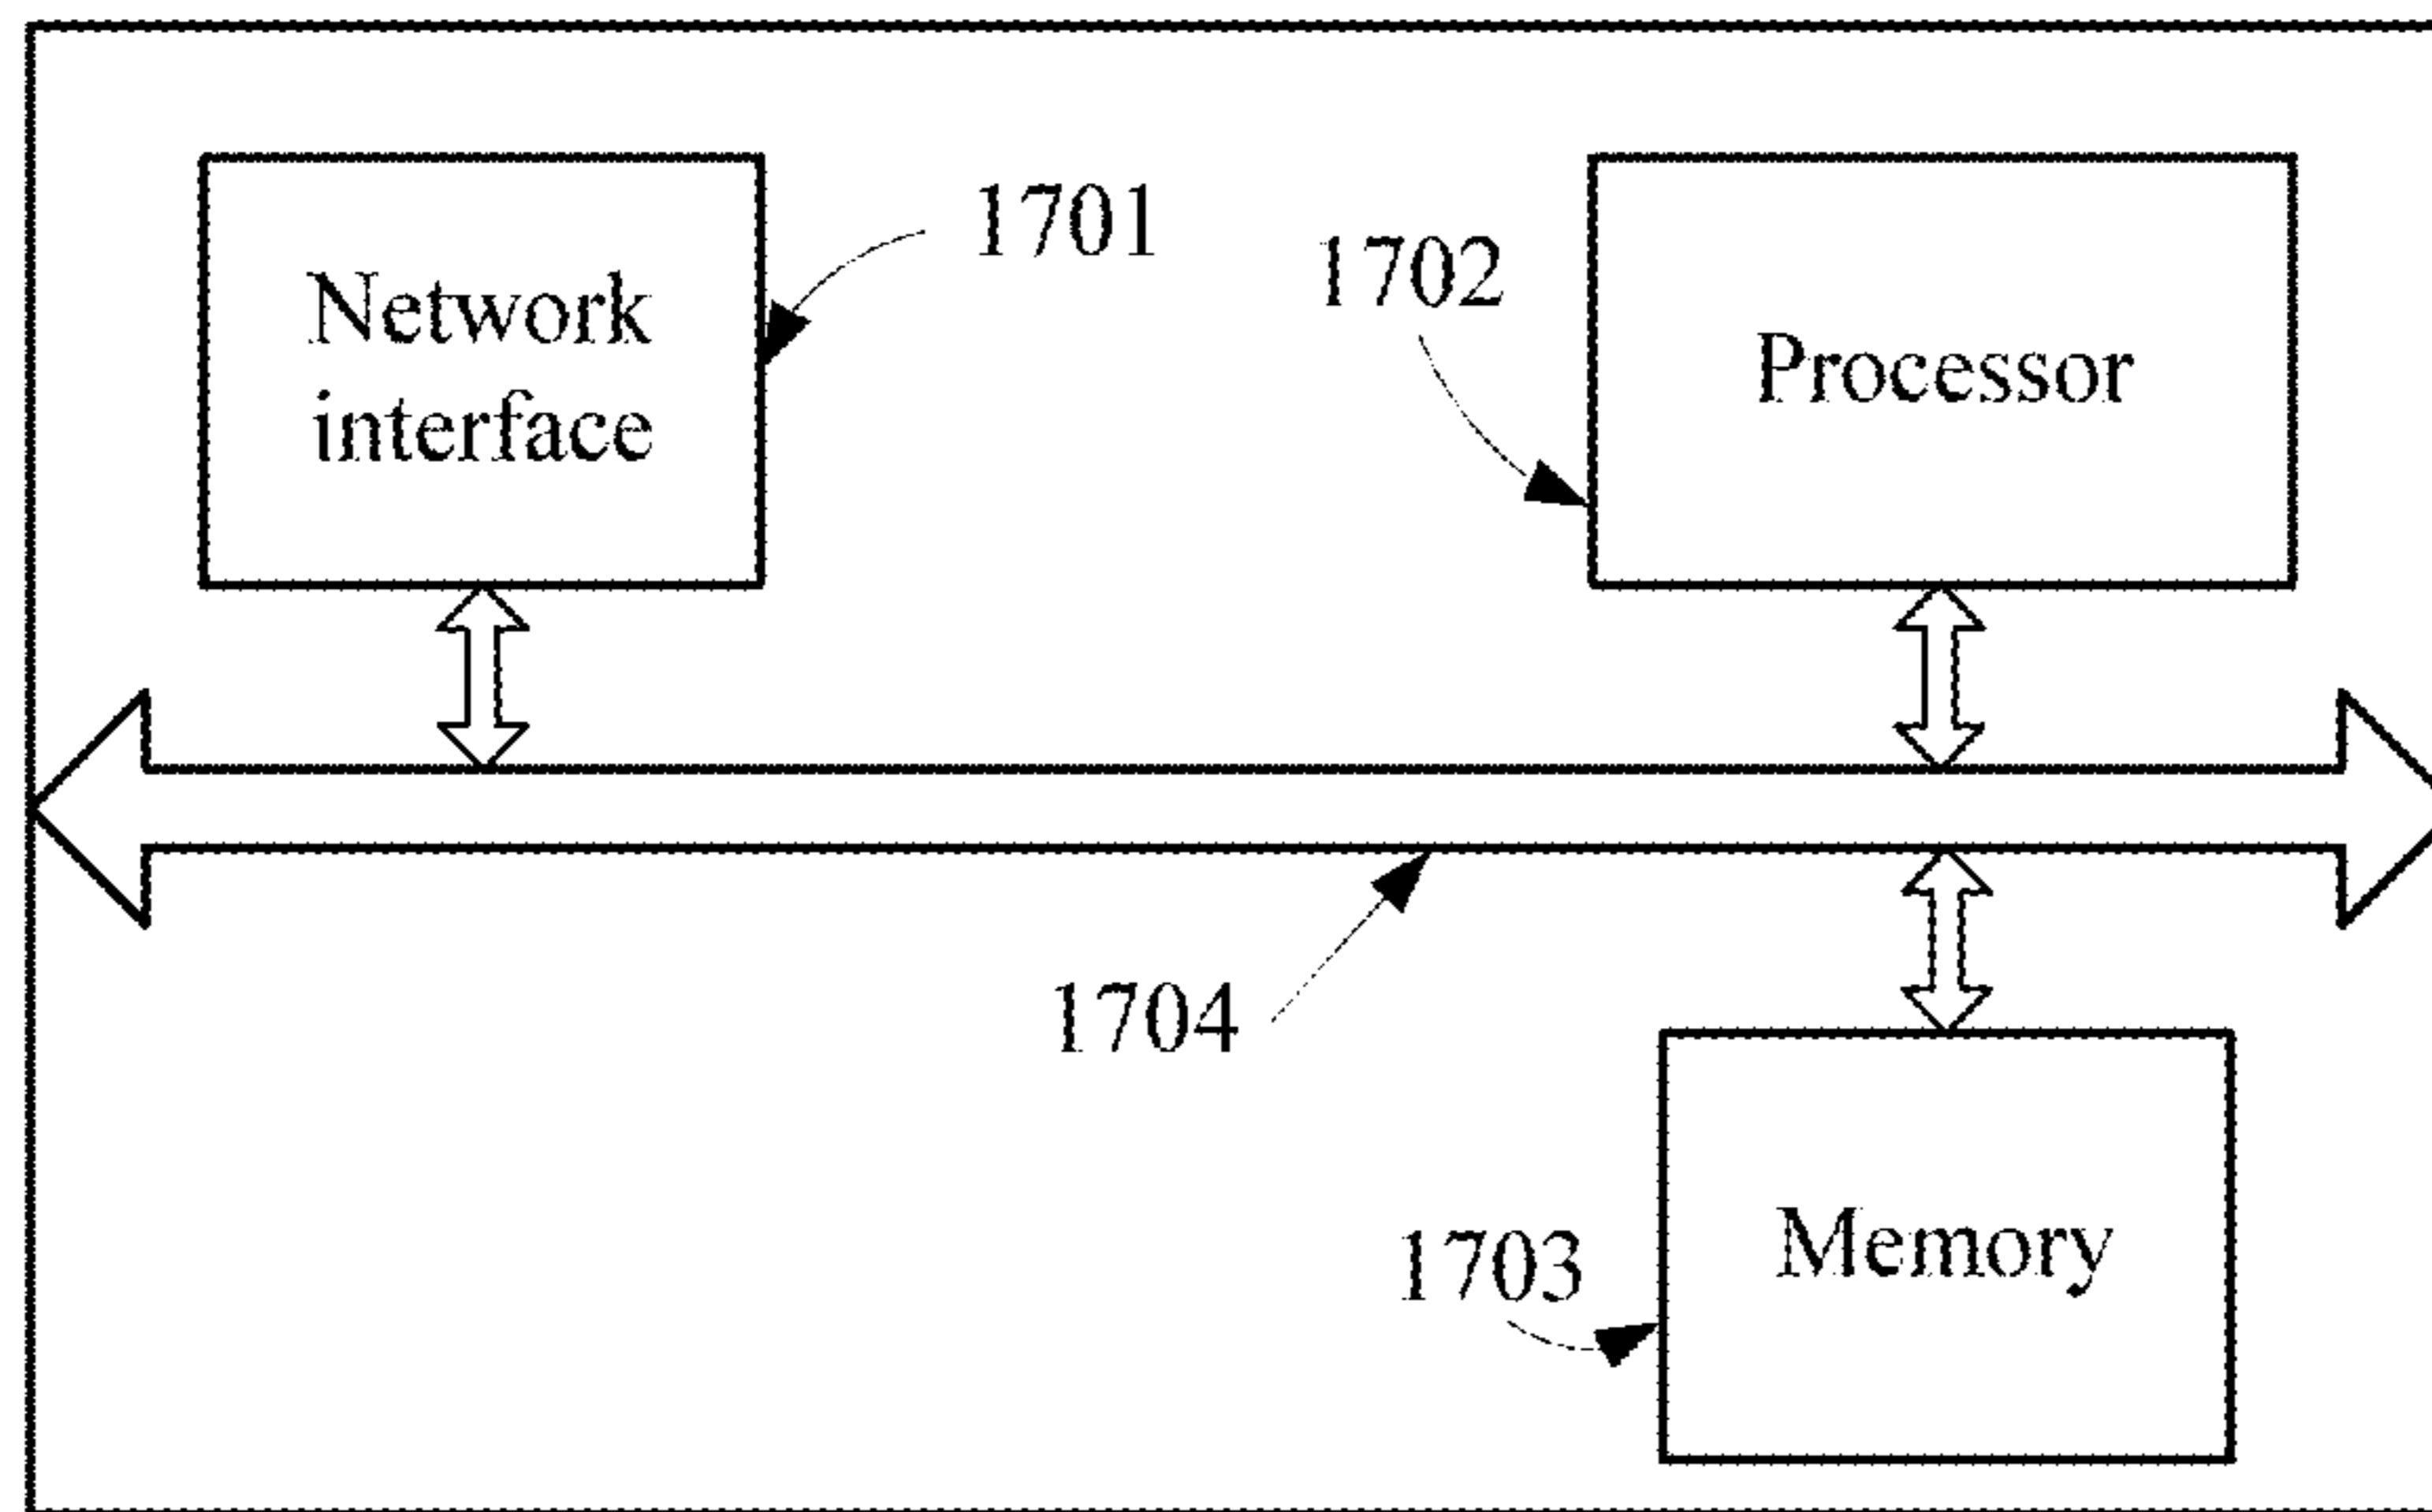 Network
interface
1701
1702
Processor
1704
1703
Memory